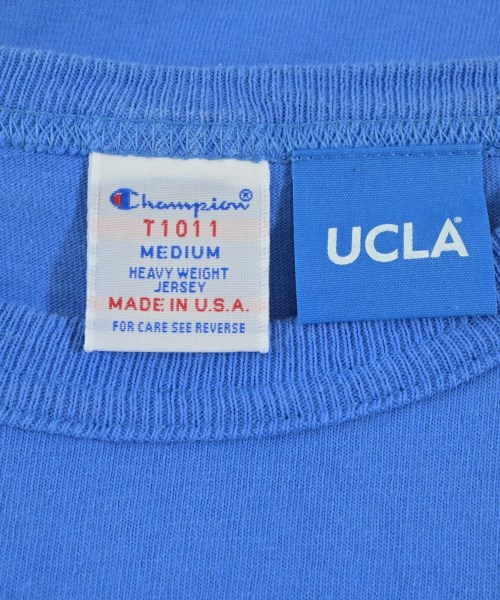 Champion®
T1011
MEDIUM
HEAVY WEIGHT
JERSEY
MADE IN U.S.A.
FOR CARE SEE REVERSE
UCLA®